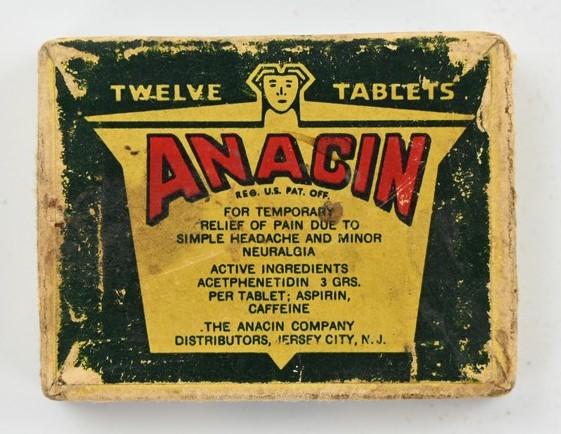 TWELVE TABLETS
ANACIN
REG. U.S. PAT. OFF.
FOR TEMPORARY
RELIEF OF PAIN DUE TO
SIMPLE HEADACHE AND MINOR
NEURALGIA
ACTIVE INGREDIENTS
ACETPHENETIDIN 3 GRS.
PER TABLET; ASPIRIN,
CAFFEINE
THE ANACIN COMPANY
DISTRIBUTORS, JERSEY CITY, N.J.